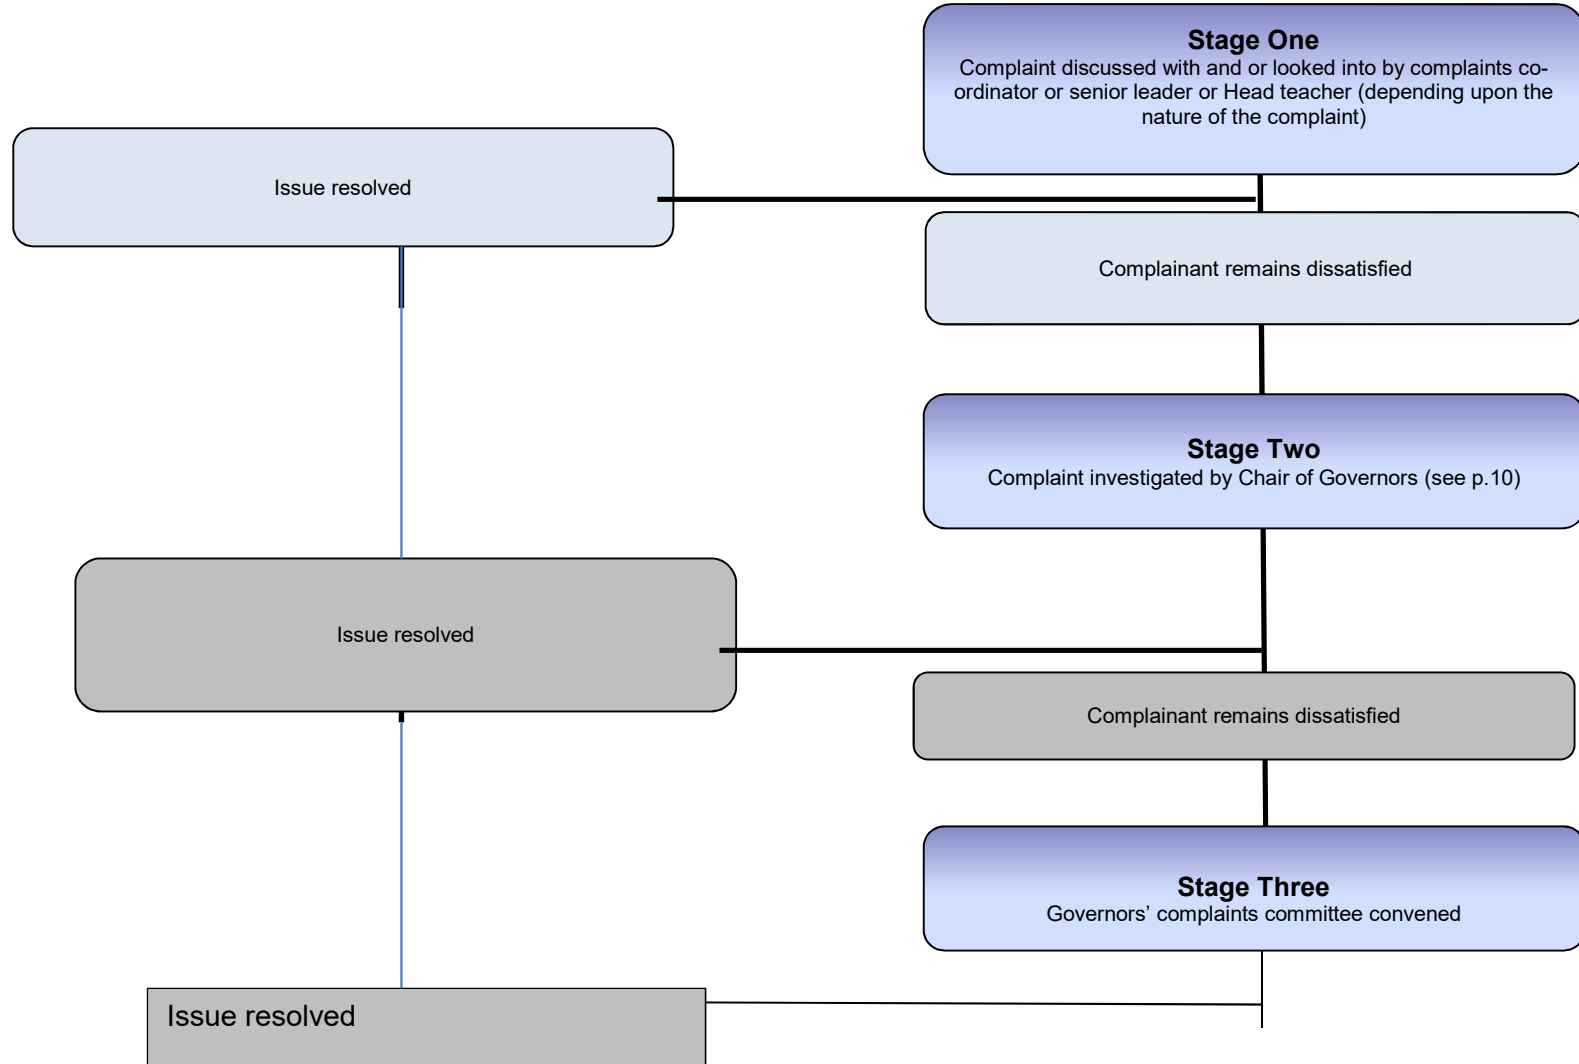 Stage One
Complaint discussed with and or looked into by complaints co-
ordinator or senior leader or Head teacher (depending upon the
nature of the complaint)
Issue resolved
Complainant remains dissatisfied
Stage Two
Complaint investigated by Chair of Governors (see p.10)
Issue resolved
Complainant remains dissatisfied
Stage Three
Governors’ complaints committee convened
Issue resolved